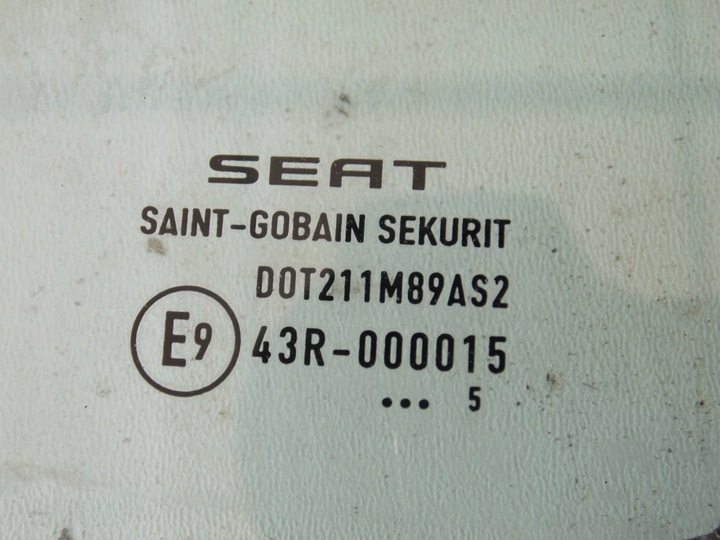 SEAT
SAINT-GOBAIN SEKURIT
DOT211M89AS2
E9 43R-000015
••• 5